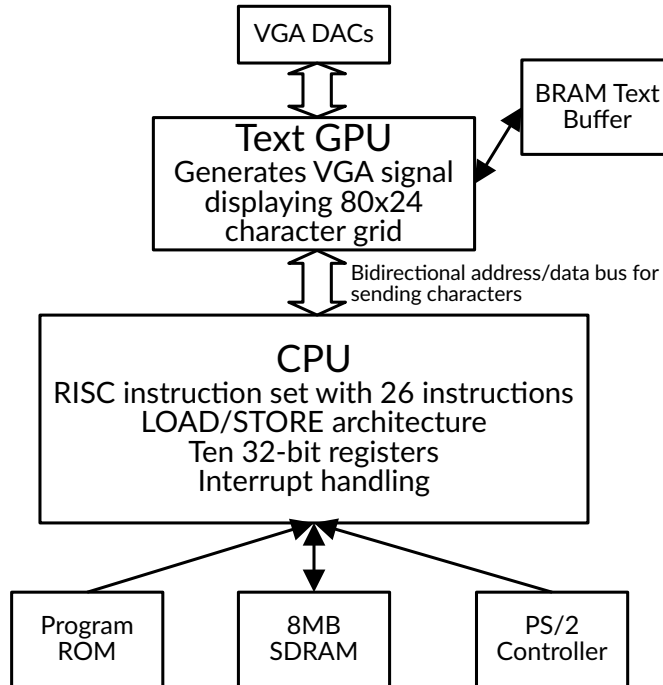 VGA DACs
BRAM Text
Buffer
Text GPU
Generates VGA signal
displaying 80x24
character grid
Bidirectional address/data bus for
sending characters
CPU
RISC instruction set with 26 instructions
LOAD/STORE architecture
Ten 32-bit registers
Interrupt handling
Program
ROM
8MB
SDRAM
PS/2
Controller